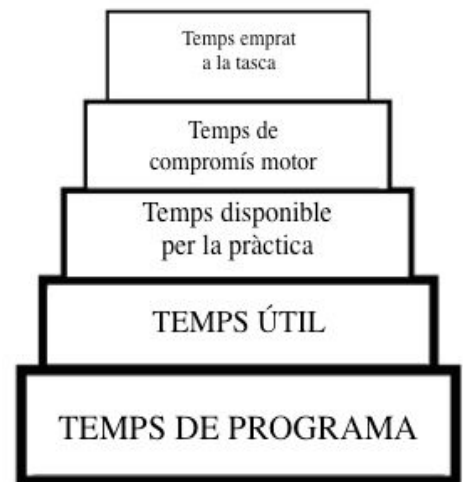 Temps emprat
a la tasca
Temps de
compromís motor
Temps disponible
per la pràctica
TEMPS ÚTIL
TEMPS DE PROGRAMA